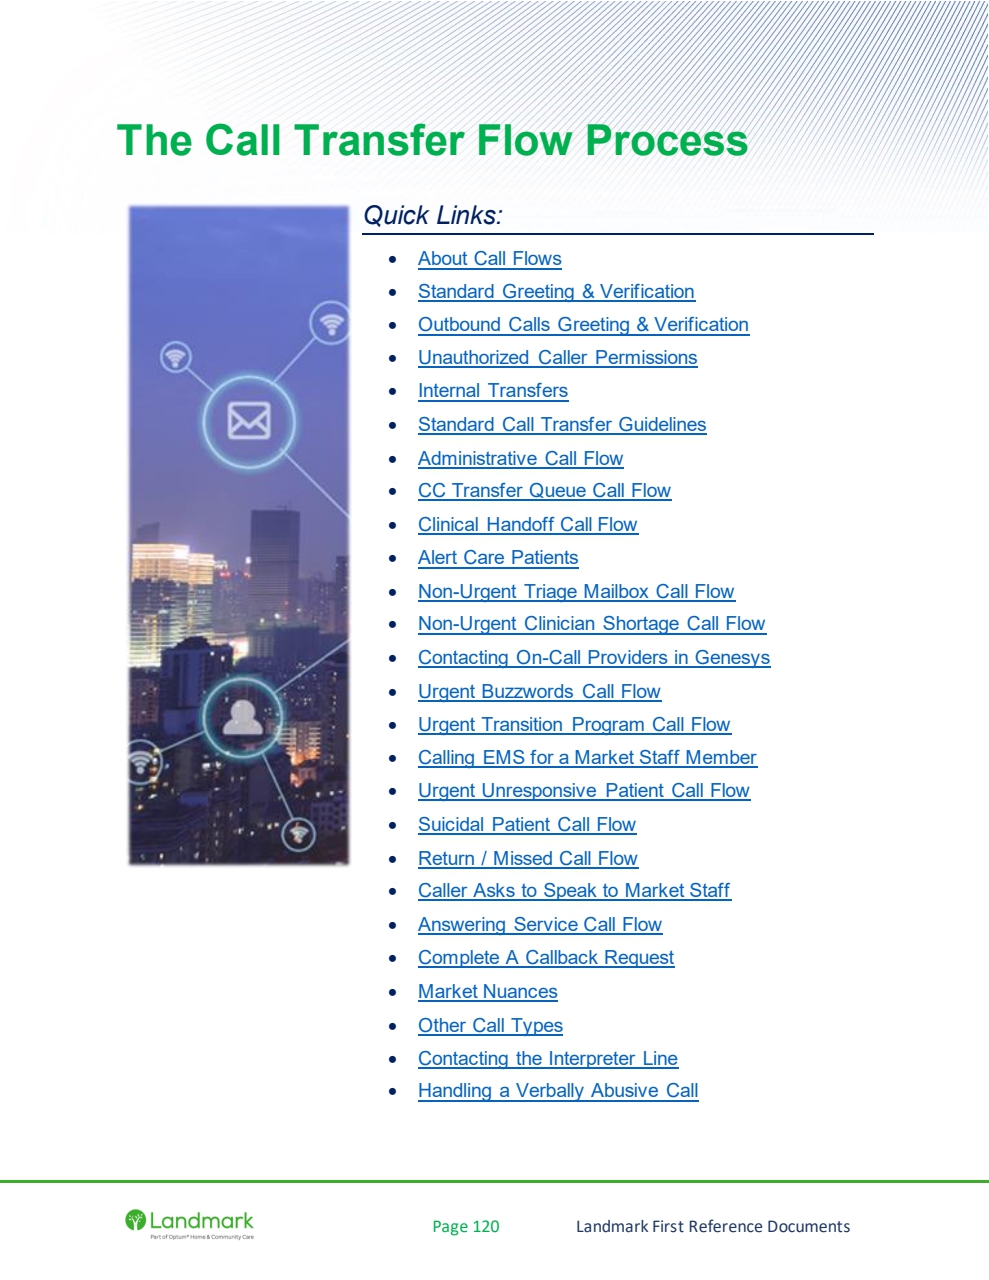 The Call Transfer Flow Process
Quick Links:
• About Call Flows
• Standard Greeting & Verification
• Outbound Calls Greeting & Verification
• Unauthorized Caller Permissions
• Internal Transfers
• Standard Call Transfer Guidelines
• Administrative Call Flow
• CC Transfer Queue Call Flow
• Clinical Handoff Call Flow
• Alert Care Patients
• Non-Urgent Triage Mailbox Call Flow
• Non-Urgent Clinician Shortage Call Flow
• Contacting On-Call Providers in Genesys
• Urgent Buzzwords Call Flow
• Urgent Transition Program Call Flow
• Calling EMS for a Market Staff Member
• Urgent Unresponsive Patient Call Flow
• Suicidal Patient Call Flow
• Return / Missed Call Flow
• Caller Asks to Speak to Market Staff
• Answering Service Call Flow
• Complete A Callback Request
• Market Nuances
• Other Call Types
• Contacting the Interpreter Line
• Handling a Verbally Abusive Call
Landmark
Part of Optum® Home & Community Care
Page 120
Landmark First Reference Documents